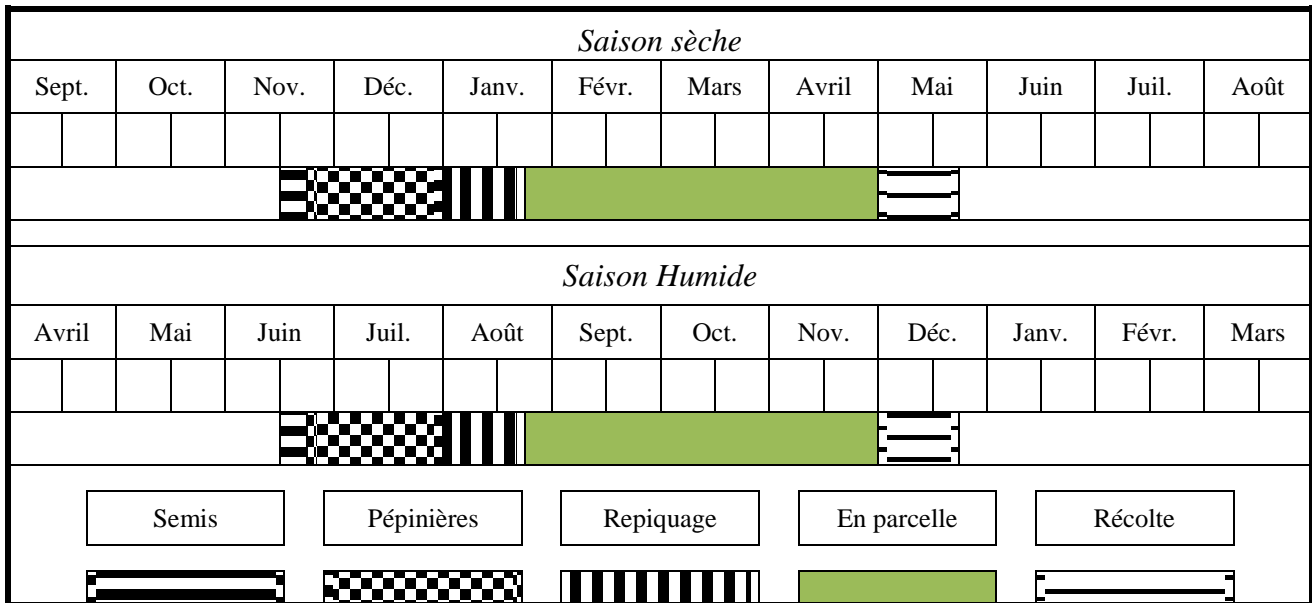 Saison sèche
Sept. Oct. Nov. Déc. Janv. Févr. Mars Avril Mai Juin Juil. Août
Saison Humide
Avril Mai Juin Juil. Août Sept. Oct. Nov. Déc. Janv. Févr. Mars
Semis Pépinières Repiquage En parcelle Récolte